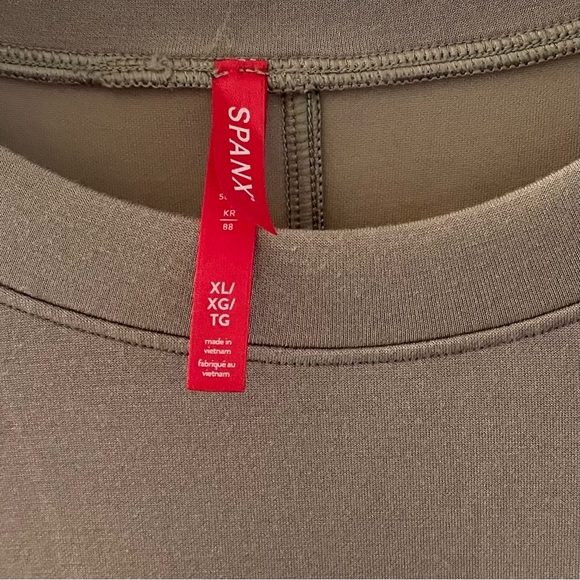 SPANX
KR
88
XL/
XG/
TG
made in
vietnam
fabriqué au
vietnam